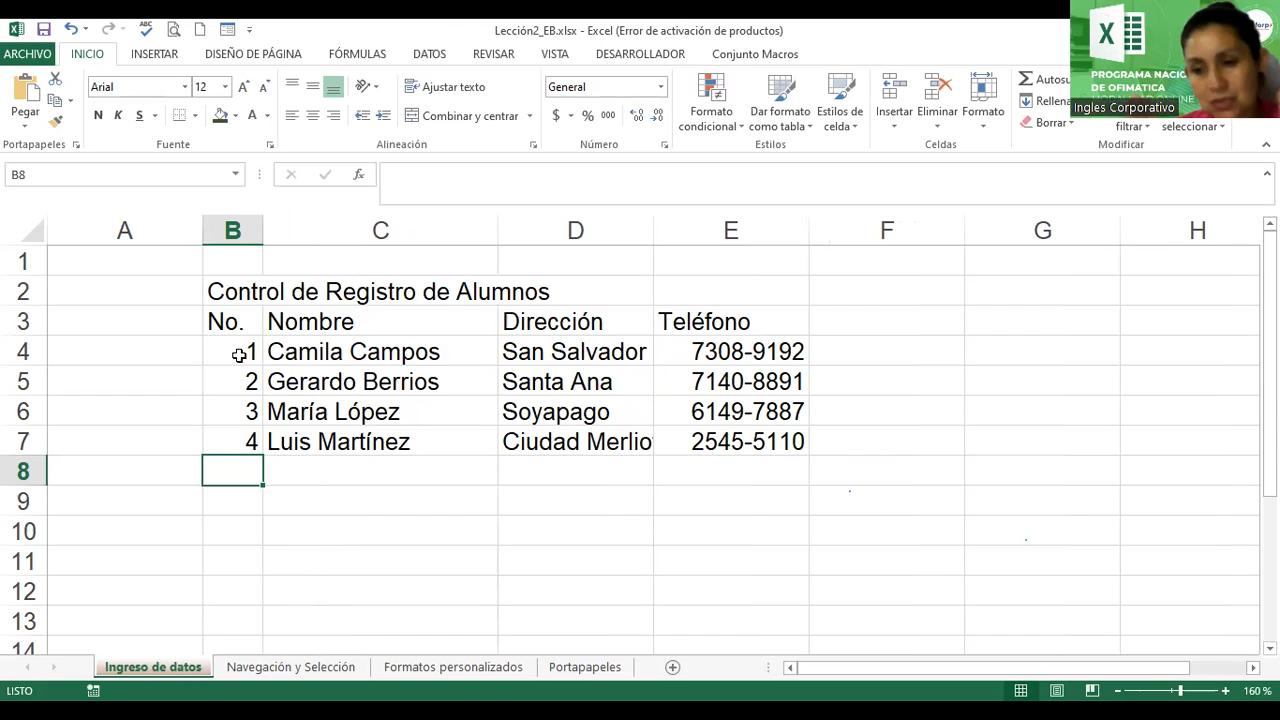 Lección2_EB.xlsx - Excel (Error de activación de productos)
ARCHIVO INICIO INSERTAR DISEÑO DE PÁGINA FÓRMULAS DATOS REVISAR VISTA DESARROLLADOR Conjunto Macros
PROGRAMA NACIO
DE OFIMATICA
Ingles Corporativo
Pegar
Arial 12
N K S
Ajustar texto
Combinar y centrar
General
$ % 000
Formato condicional
Dar formato como tabla
Estilos de celda
Insertar Eliminar Formato
Autosu
Rellena
Borrar
filtrar seleccionar
Portapapeles Fuente Alineación Número Estilos Celdas Modificar
B8 fx
A B C D E F G H
1
2 Control de Registro de Alumnos
3 No. Nombre Dirección Teléfono
4 1 Camila Campos San Salvador 7308-9192
5 2 Gerardo Berrios Santa Ana 7140-8891
6 3 María López Soyapago 6149-7887
7 4 Luis Martínez Ciudad Merlio 2545-5110
8
9
10
11
12
13
14
Ingreso de datos Navegación y Selección Formatos personalizados Portapapeles
LISTO 160 %